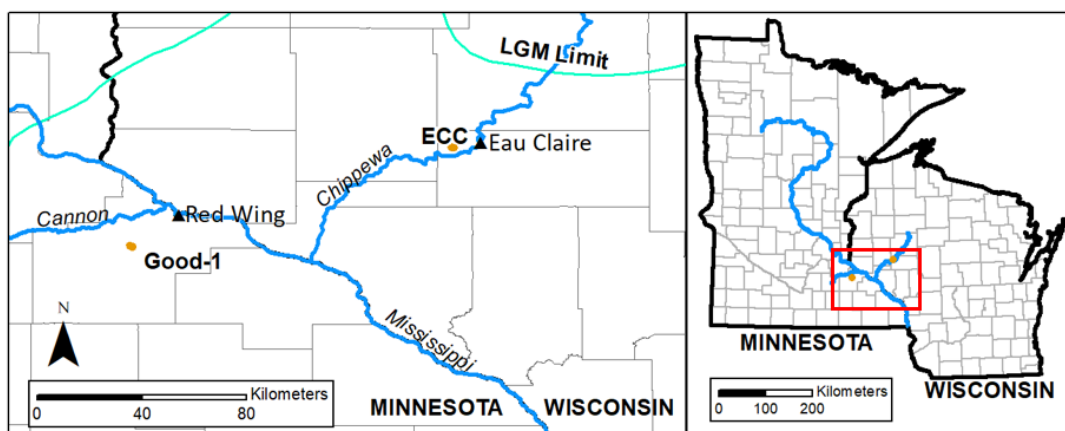 LGM Limit
ECC
Eau Claire
Chippewa
Cannon
Red Wing
Good-1
N
Mississippi
Kilometers
0 40 80
MINNESOTA WISCONSIN
MINNESOTA
WISCONSIN
Kilometers
0 100 200